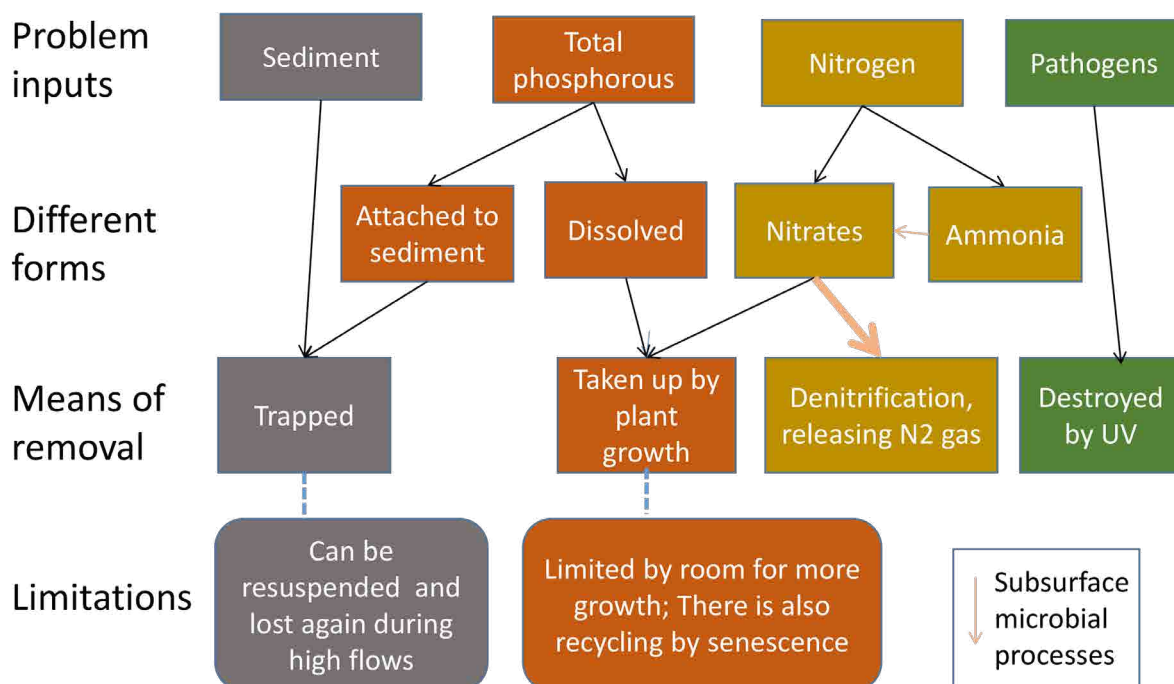 Problem
inputs
Sediment
Total
phosphorous
Nitrogen
Pathogens
Different
forms
Attached to
sediment
Dissolved
Nitrates
Ammonia
Means of
removal
Trapped
Taken up by
plant
growth
Denitrification,
releasing N2 gas
Destroyed
by UV
Limitations
Can be
resuspended and
lost again during
high flows
Limited by room for more
growth; There is also
recycling by senescence
Subsurface
microbial
processes